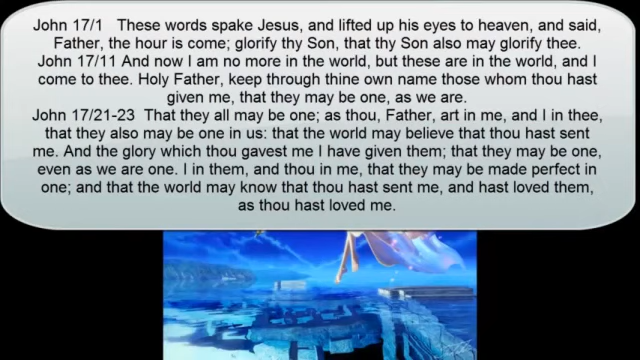 John 17/1   These words spake Jesus, and lifted up his eyes to heaven, and said,
Father, the hour is come; glorify thy Son, that thy Son also may glorify thee.
John 17/11 And now I am no more in the world, but these are in the world, and I
come to thee. Holy Father, keep through thine own name those whom thou hast
given me, that they may be one, as we are.
John 17/21-23  That they all may be one; as thou, Father, art in me, and I in thee,
that they also may be one in us: that the world may believe that thou hast sent
me. And the glory which thou gavest me I have given them; that they may be one,
even as we are one. I in them, and thou in me, that they may be made perfect in
one; and that the world may know that thou hast sent me, and hast loved them,
as thou hast loved me.